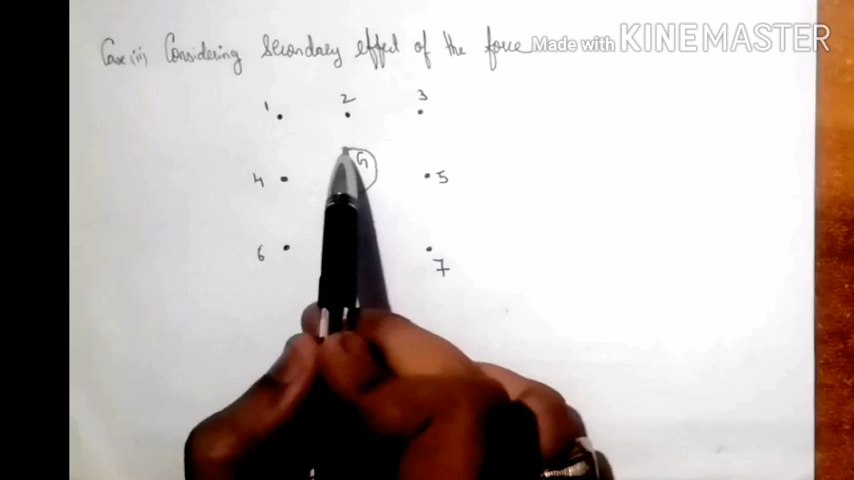 Case (ii) Considering Secondary effect of the force
Made with KINEMASTER
1 2 3
4 G 5
6 7